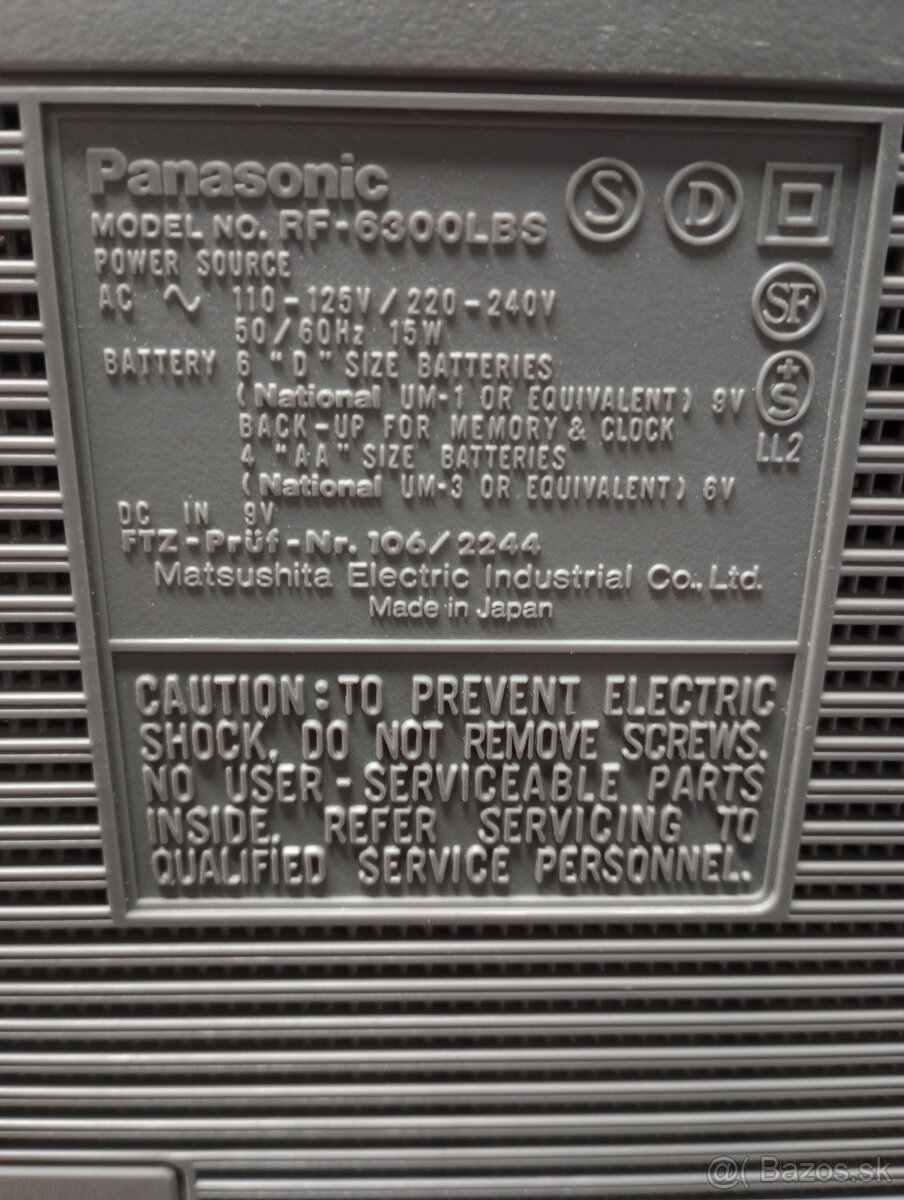 Panasonic
S D
MODEL NO. RF-6300LBS
POWER SOURCE
AC ∿ 110-125V/220-240V
SF
50/60Hz 15W
BATTERY 6 "D" SIZE BATTERIES
+S
(National UM-1 OR EQUIVALENT) 9V
BACK-UP FOR MEMORY & CLOCK
LL2
4 "AA" SIZE BATTERIES
(National UM-3 OR EQUIVALENT) 6V
DC IN 9V
FTZ-Prüf-Nr. 106/2244
Matsushita Electric Industrial Co., Ltd.
Made in Japan
CAUTION: TO PREVENT ELECTRIC
SHOCK, DO NOT REMOVE SCREWS.
NO USER-SERVICEABLE PARTS
INSIDE. REFER SERVICING TO
QUALIFIED SERVICE PERSONNEL.
@( Bazos.sk